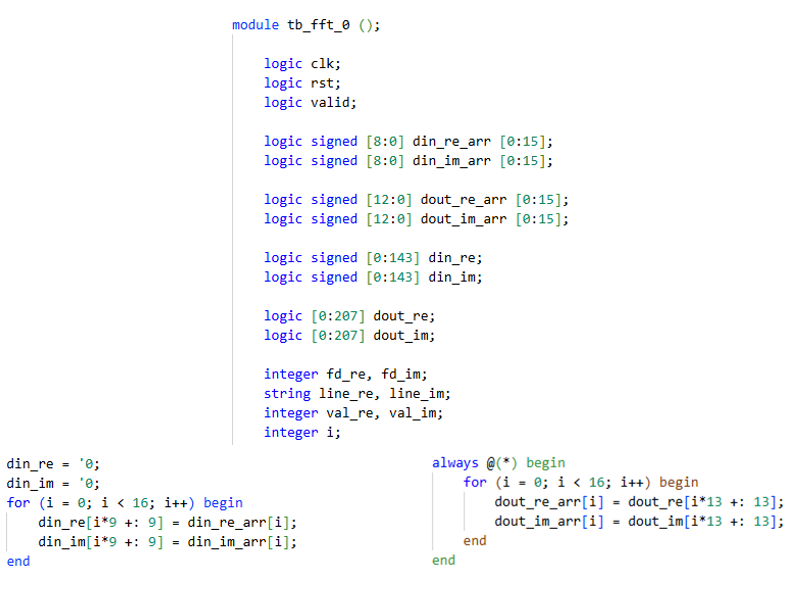 module tb_fft_0 ();
logic clk;
logic rst;
logic valid;
logic signed [8:0] din_re_arr [0:15];
logic signed [8:0] din_im_arr [0:15];
logic signed [12:0] dout_re_arr [0:15];
logic signed [12:0] dout_im_arr [0:15];
logic signed [0:143] din_re;
logic signed [0:143] din_im;
logic [0:207] dout_re;
logic [0:207] dout_im;
integer fd_re, fd_im;
string line_re, line_im;
integer val_re, val_im;
integer i;
din_re = '0;
din_im = '0;
for (i = 0; i < 16; i++) begin
din_re[i*9 +: 9] = din_re_arr[i];
din_im[i*9 +: 9] = din_im_arr[i];
end
always @(*) begin
for (i = 0; i < 16; i++) begin
dout_re_arr[i] = dout_re[i*13 +: 13];
dout_im_arr[i] = dout_im[i*13 +: 13];
end
end